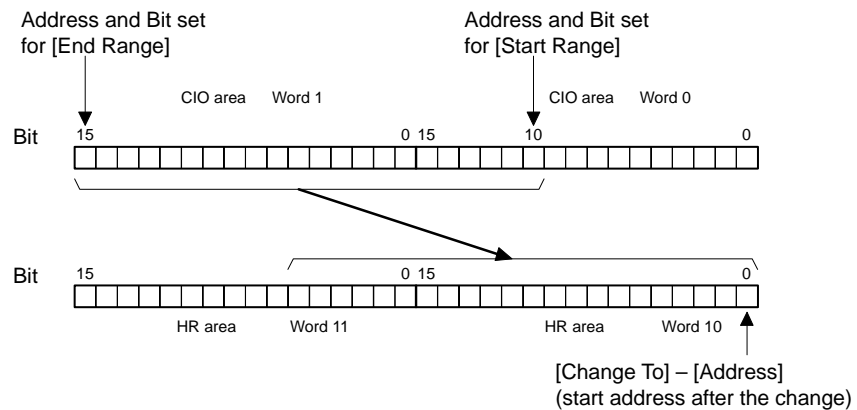 Address and Bit set
for [End Range]
Address and Bit set
for [Start Range]
CIO area Word 1
CIO area Word 0
Bit
15 0 15 10 0
Bit
15 0 15 0
HR area Word 11
HR area Word 10
[Change To] – [Address]
(start address after the change)